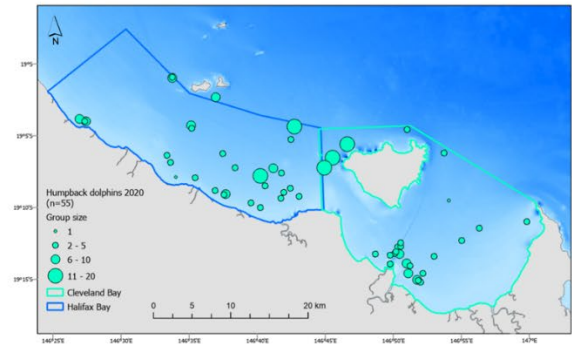 N
19°S
19°5'S
19°10'S
19°15'S
Humpback dolphins 2020
(n=55)
Group size
1
2 - 5
6 - 10
11 - 20
Cleveland Bay
Halifax Bay
0 5 10 20 km
146°25'E 146°30'E 146°35'E 146°40'E 146°45'E 146°50'E 146°55'E 147°E